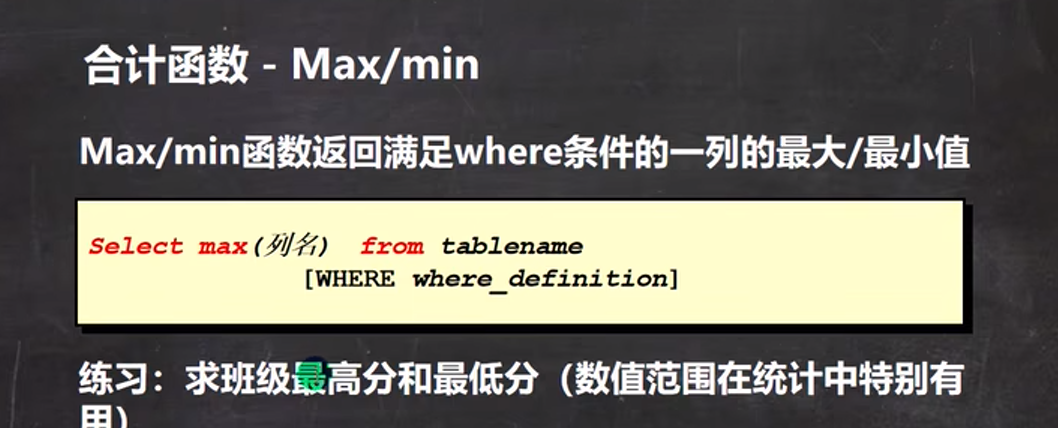 合计函数 - Max/min
Max/min函数返回满足where条件的一列的最大/最小值
Select max(列名) from tablename
[WHERE where_definition]
练习：求班级最高分和最低分（数值范围在统计中特别有
用）